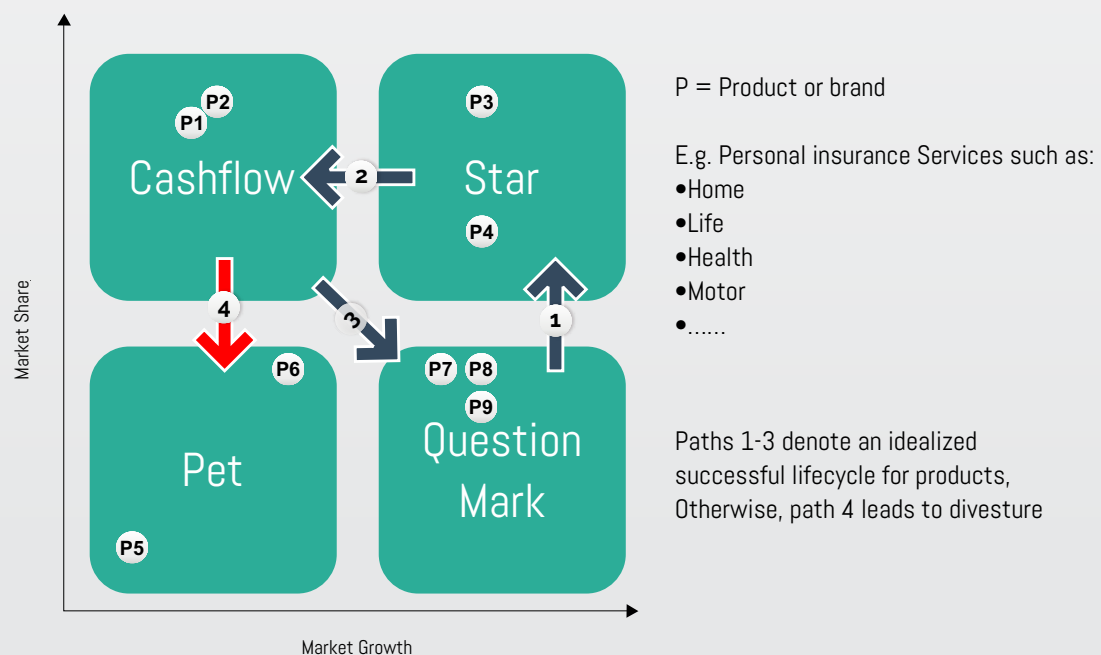 P2
P1
Cashflow
P3
Star
P4
2
4
3
1
P6
Pet
P5
P7
P8
P9
Question
Mark
Market Share
Market Growth
P = Product or brand
E.g. Personal insurance Services such as:
•Home
•Life
•Health
•Motor
•......
Paths 1-3 denote an idealized
successful lifecycle for products,
Otherwise, path 4 leads to divesture